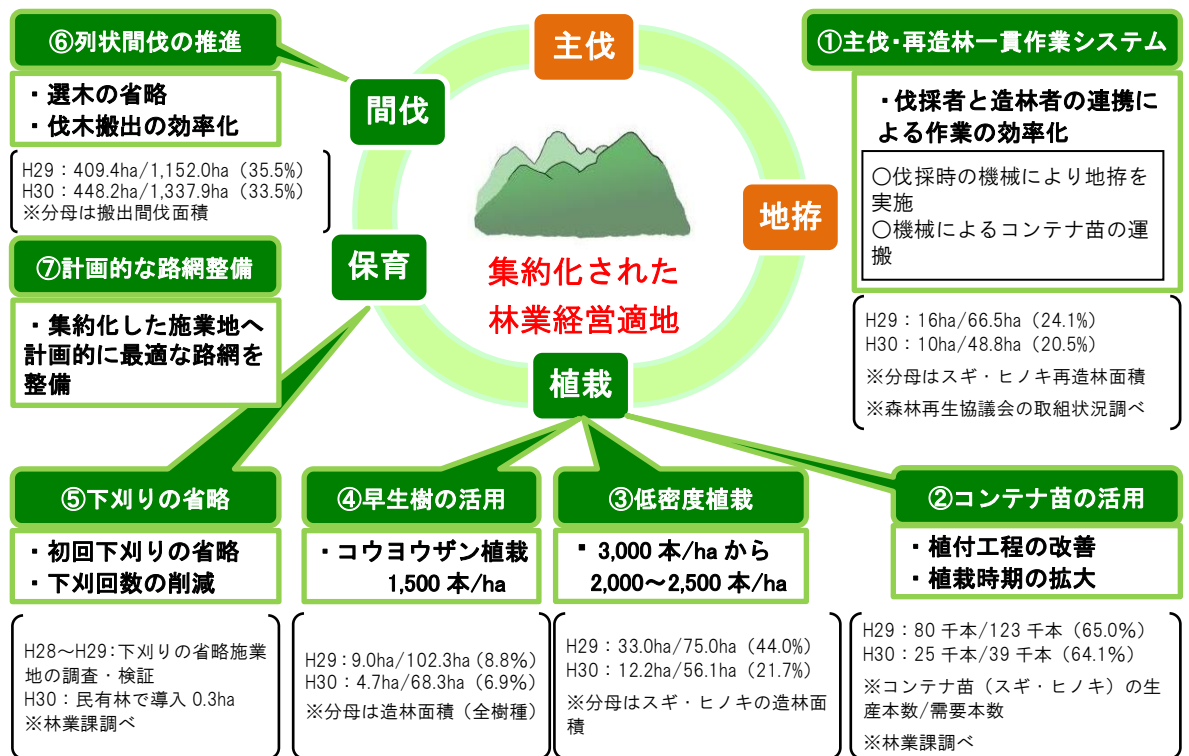 ⑥列状間伐の推進
・選木の省略
・伐木搬出の効率化
H29：409.4ha/1,152.0ha（35.5%）
H30：448.2ha/1,337.9ha（33.5%）
※分母は搬出間伐面積
⑦計画的な路網整備
・集約化した施業地へ
計画的に最適な路網を
整備
主伐
間伐
地拵
保育
植栽
集約化された
林業経営適地
①主伐・再造林一貫作業システム
・伐採者と造林者の連携に
よる作業の効率化
〇伐採時の機械により地拵を
実施
〇機械によるコンテナ苗の運
搬
H29：16ha/66.5ha（24.1%）
H30：10ha/48.8ha（20.5%）
※分母はスギ・ヒノキ再造林面積
※森林再生協議会の取組状況調べ
⑤下刈りの省略
・初回下刈りの省略
・下刈回数の削減
H28～H29：下刈りの省略施業
地の調査・検証
H30：民有林で導入 0.3ha
※林業課調べ
④早生樹の活用
・コウヨウザン植栽
1,500 本/ha
H29：9.0ha/102.3ha（8.8%）
H30：4.7ha/68.3ha（6.9%）
※分母は造林面積（全樹種）
③低密度植栽
・3,000 本/ha から
2,000～2,500 本/ha
H29：33.0ha/75.0ha（44.0%）
H30：12.2ha/56.1ha（21.7%）
※分母はスギ・ヒノキの造林面
積
②コンテナ苗の活用
・植付工程の改善
・植栽時期の拡大
H29：80 千本/123 千本（65.0%）
H30：25 千本/39 千本（64.1%）
※コンテナ苗（スギ・ヒノキ）の生
産本数/需要本数
※林業課調べ